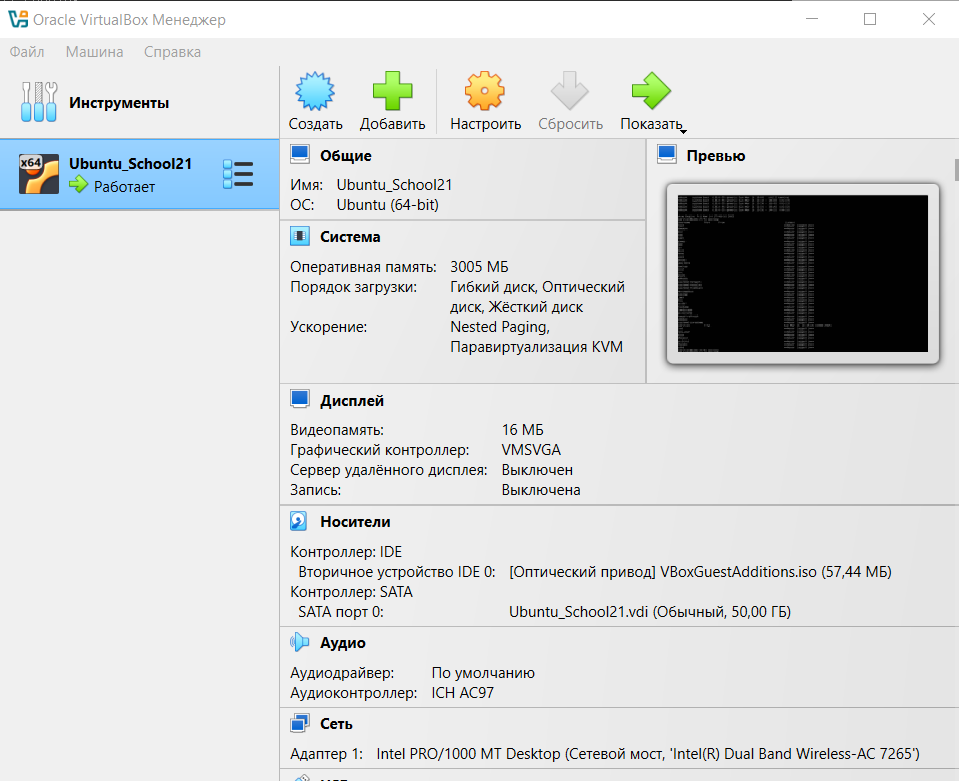 Oracle VirtualBox Менеджер
Файл Машина Справка
Инструменты
Создать Добавить Настроить Сбросить Показать
x64
Ubuntu_School21
Работает
Общие
Имя: Ubuntu_School21
ОС: Ubuntu (64-bit)
Превью
Система
Оперативная память: 3005 МБ
Порядок загрузки: Гибкий диск, Оптический
диск, Жёсткий диск
Ускорение: Nested Paging,
Паравиртуализация KVM
Дисплей
Видеопамять: 16 МБ
Графический контроллер: VMSVGA
Сервер удалённого дисплея: Выключен
Запись: Выключена
Носители
Контроллер: IDE
Вторичное устройство IDE 0: [Оптический привод] VBoxGuestAdditions.iso (57,44 МБ)
Контроллер: SATA
SATA порт 0: Ubuntu_School21.vdi (Обычный, 50,00 ГБ)
Аудио
Аудиодрайвер: По умолчанию
Аудиоконтроллер: ICH AC97
Сеть
Адаптер 1: Intel PRO/1000 MT Desktop (Сетевой мост, 'Intel(R) Dual Band Wireless-AC 7265')